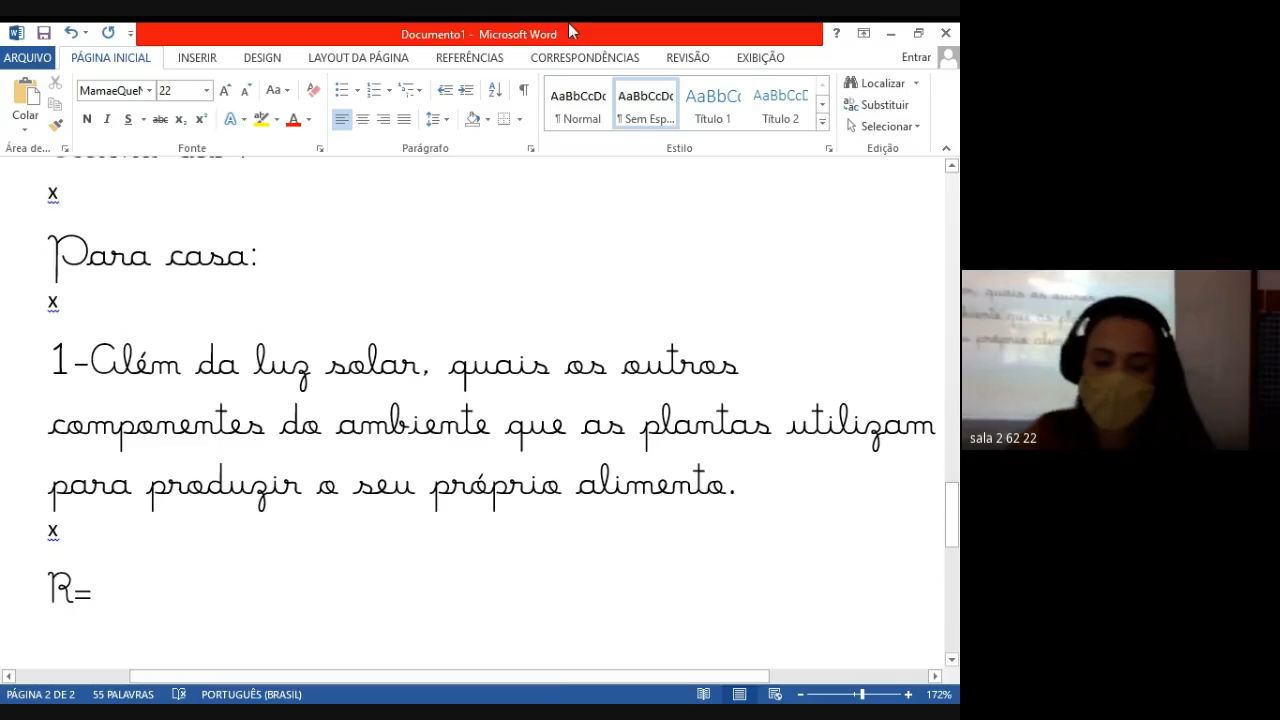 Documento1 - Microsoft Word
?
ARQUIVO PÁGINA INICIAL INSERIR DESIGN LAYOUT DA PÁGINA REFERÊNCIAS CORRESPONDÊNCIAS REVISÃO EXIBIÇÃO Entrar
Colar
MamaeQueN 22
N I S abc x₂ x²
AaBbCcDc AaBbCcDc AaBbCc AaBbCcD
¶ Normal ¶ Sem Esp... Título 1 Título 2
Localizar
Substituir
Selecionar
Área de... Fonte Parágrafo Estilo Edição
x
Para casa:
x
1-Além da luz solar, quais os outros
componentes do ambiente que as plantas utilizam
para produzir o seu próprio alimento.
x
R=
PÁGINA 2 DE 2 55 PALAVRAS PORTUGUÊS (BRASIL) 172%
sala 2 62 22